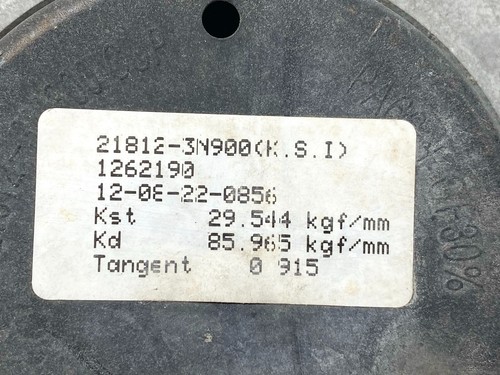 21812-3N900(K.S.I)
1262190
12-08-22-0856
Kst 29.544 kgf/mm
Kd 85.965 kgf/mm
Tangent 0.915